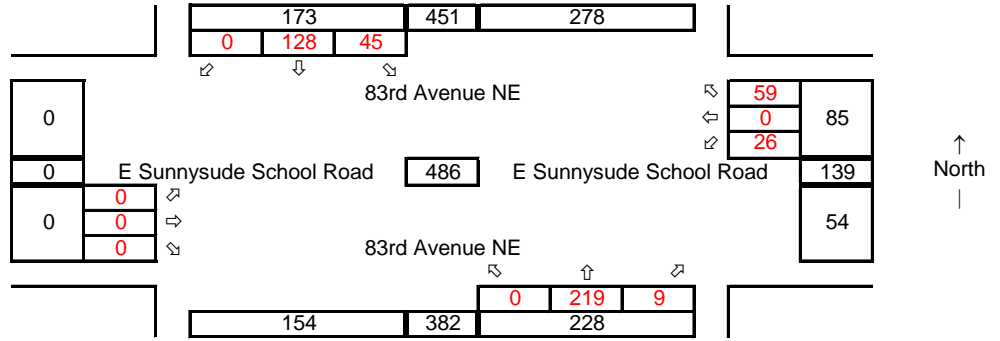 173 451 278
0 128 45
83rd Avenue NE
59
0 0 85
26
↑
0 E Sunnysude School Road 486 E Sunnysude School Road 139 North
0
0 0 54
0
83rd Avenue NE
0 219 9
154 382 228